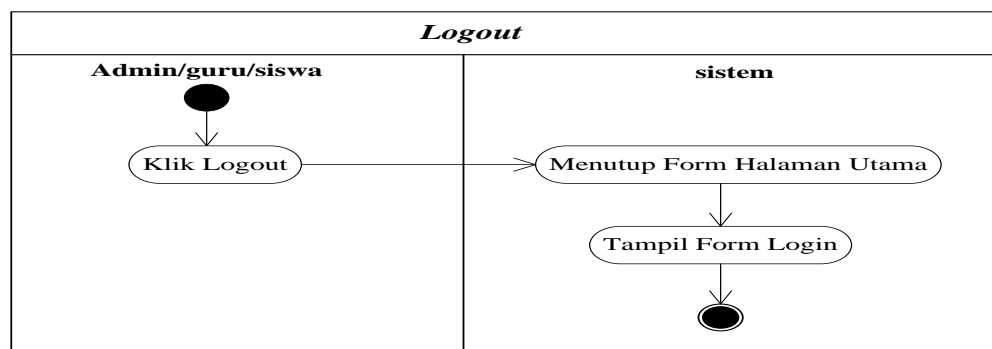 Logout
Admin/guru/siswa
sistem
Klik Logout
Menutup Form Halaman Utama
Tampil Form Login